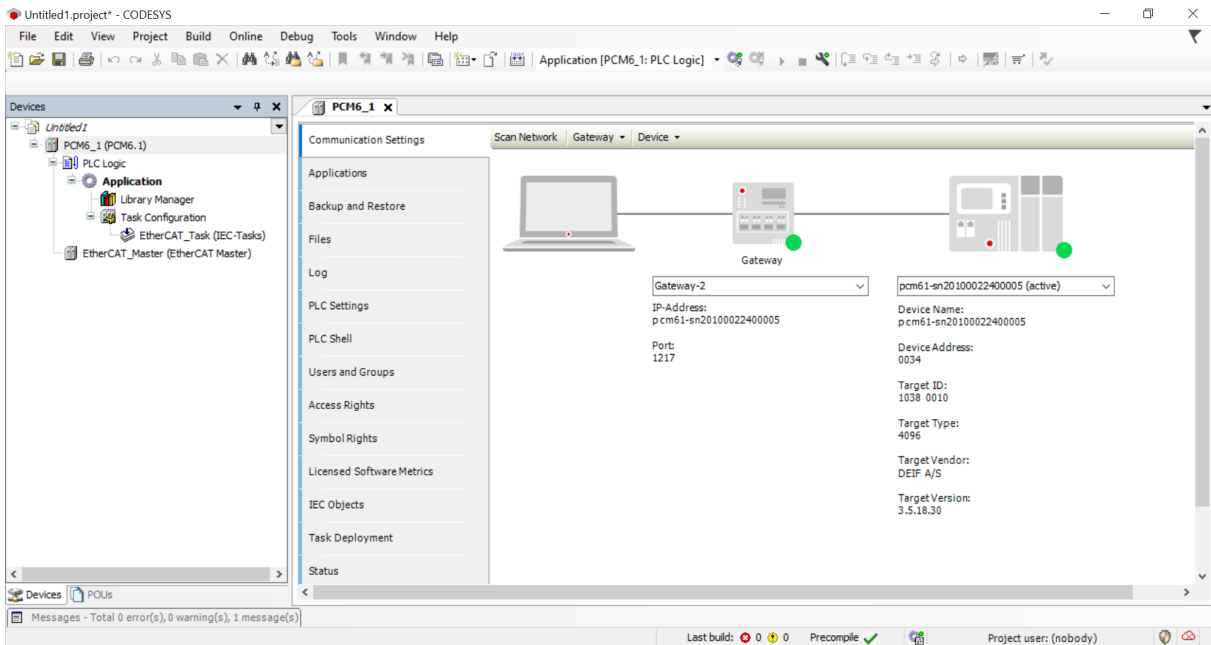 Untitled1.project* - CODESYS
File Edit View Project Build Online Debug Tools Window Help
Application [PCM6_1: PLC Logic]
Devices
Untitled1
PCM6_1 (PCM6.1)
PLC Logic
Application
Library Manager
Task Configuration
EtherCAT_Task (IEC-Tasks)
EtherCAT_Master (EtherCAT Master)
Devices POUs
PCM6_1
Communication Settings
Applications
Backup and Restore
Files
Log
PLC Settings
PLC Shell
Users and Groups
Access Rights
Symbol Rights
Licensed Software Metrics
IEC Objects
Task Deployment
Status
Scan Network Gateway Device
Gateway
Gateway-2
IP-Address:
pcm61-sn20100022400005
Port:
1217
pcm61-sn20100022400005 (active)
Device Name:
pcm61-sn20100022400005
Device Address:
0034
Target ID:
1038 0010
Target Type:
4096
Target Vendor:
DEIF A/S
Target Version:
3.5.18.30
Messages - Total 0 error(s), 0 warning(s), 1 message(s)
Last build: 0 0 Precompile Project user: (nobody)